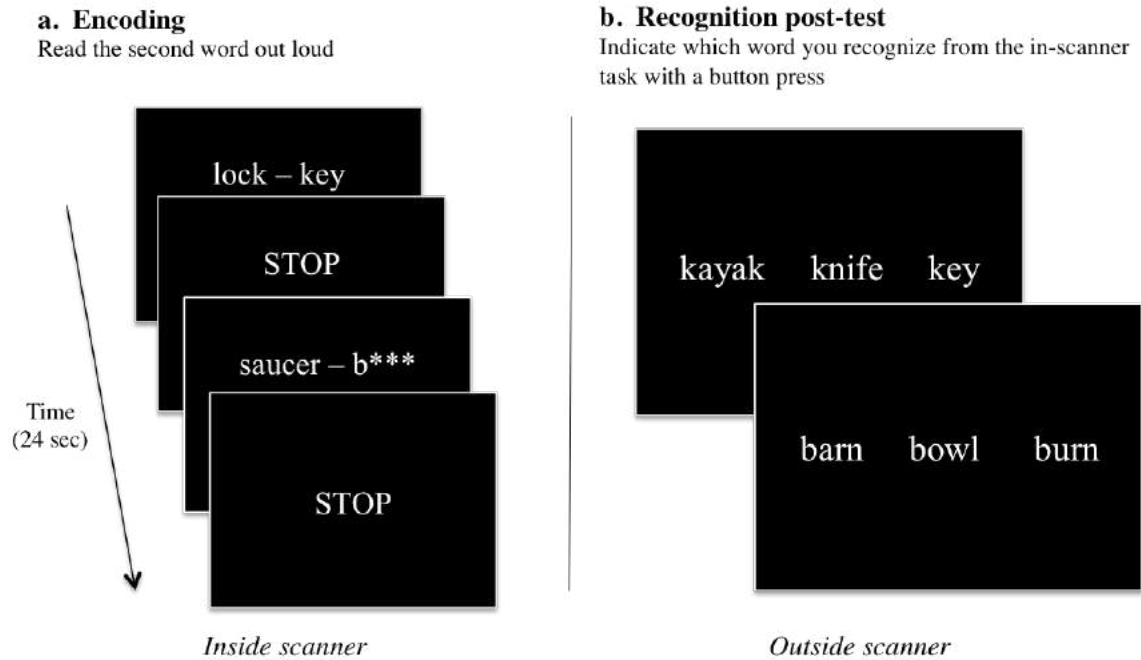 a. Encoding
Read the second word out loud
lock – key
STOP
saucer – b***
STOP
Time
(24 sec)
Inside scanner
b. Recognition post-test
Indicate which word you recognize from the in-scanner
task with a button press
kayak knife key
barn bowl burn
Outside scanner